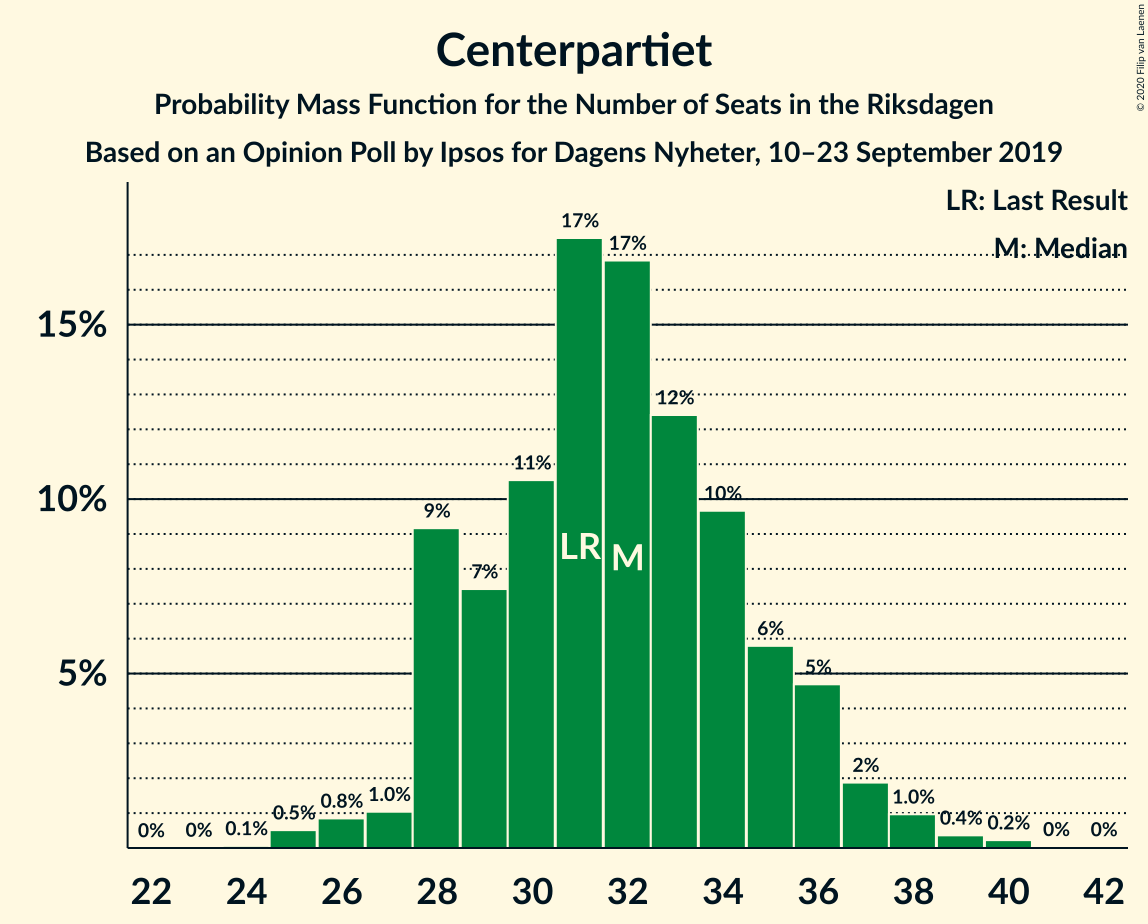 Centerpartiet
Probability Mass Function for the Number of Seats in the Riksdagen
Based on an Opinion Poll by Ipsos for Dagens Nyheter, 10–23 September 2019
© 2020 Filip van Laenen
LR: Last Result
M: Median
15%
10%
5%
0%
0%
0.1%
0.5%
0.8%
1.0%
9%
7%
11%
17%
17%
12%
10%
6%
5%
2%
1.0%
0.4%
0.2%
0%
0%
LR
M
22 24 26 28 30 32 34 36 38 40 42